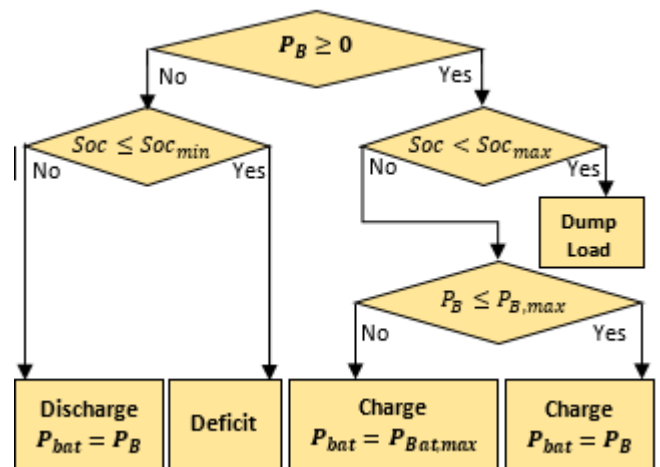 P_B ≥ 0
No
Yes
Soc ≤ Soc_min
Soc < Soc_max
No
Yes
No
Yes
Dump
Load
P_B ≤ P_B,max
No
Yes
Discharge
P_bat = P_B
Deficit
Charge
P_bat = P_Bat,max
Charge
P_bat = P_B